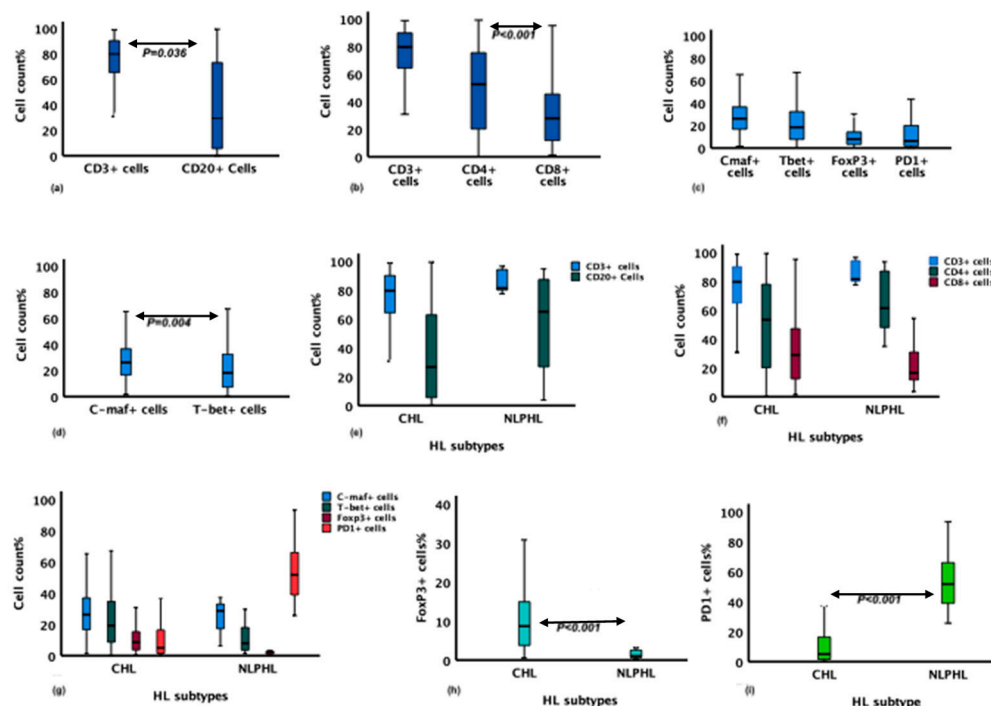 100
80
60
40
20
0
Cell count%
P=0.036
CD3+ cells
CD20+ Cells
(a)
100
80
60
40
20
0
Cell count%
P<0.001
CD3+
cells
CD4+
cells
CD8+
cells
(b)
100
80
60
40
20
0
Cell count%
Cmaf+
cells
Tbet+
cells
FoxP3+
cells
PD1+
cells
(c)
100
80
60
40
20
0
Cell count%
P=0.004
C-maf+ cells
T-bet+ cells
(d)
100
80
60
40
20
0
Cell count%
CD3+ cells
CD20+ Cells
CHL
NLPHL
HL subtypes
(e)
100
80
60
40
20
0
Cell count%
CD3+ cells
CD4+ cells
CD8+ cells
CHL
NLPHL
HL subtypes
(f)
100
80
60
40
20
0
Cell count%
C-maf+ cells
T-bet+ cells
Foxp3+ cells
PD1+ cells
CHL
NLPHL
HL subtypes
(g)
40
30
20
10
0
FoxP3+ cells%
P<0.001
CHL
NLPHL
HL subtypes
(h)
100
80
60
40
20
0
PD1+ cells%
P<0.001
CHL
NLPHL
HL subtype
(i)